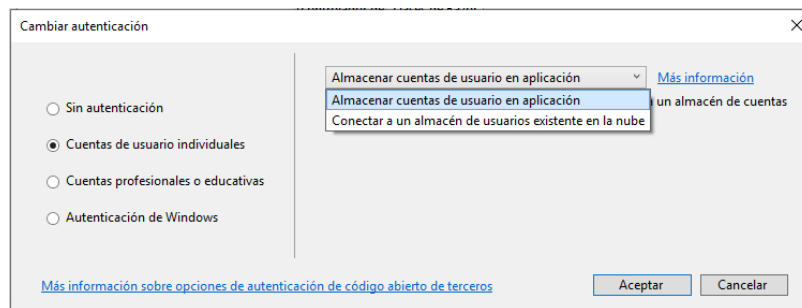 Cambiar autenticación
Almacenar cuentas de usuario en aplicación
Más información
Almacenar cuentas de usuario en aplicación
un almacén de cuentas
Conectar a un almacén de usuarios existente en la nube
Sin autenticación
Cuentas de usuario individuales
Cuentas profesionales o educativas
Autenticación de Windows
Más información sobre opciones de autenticación de código abierto de terceros
Aceptar
Cancelar